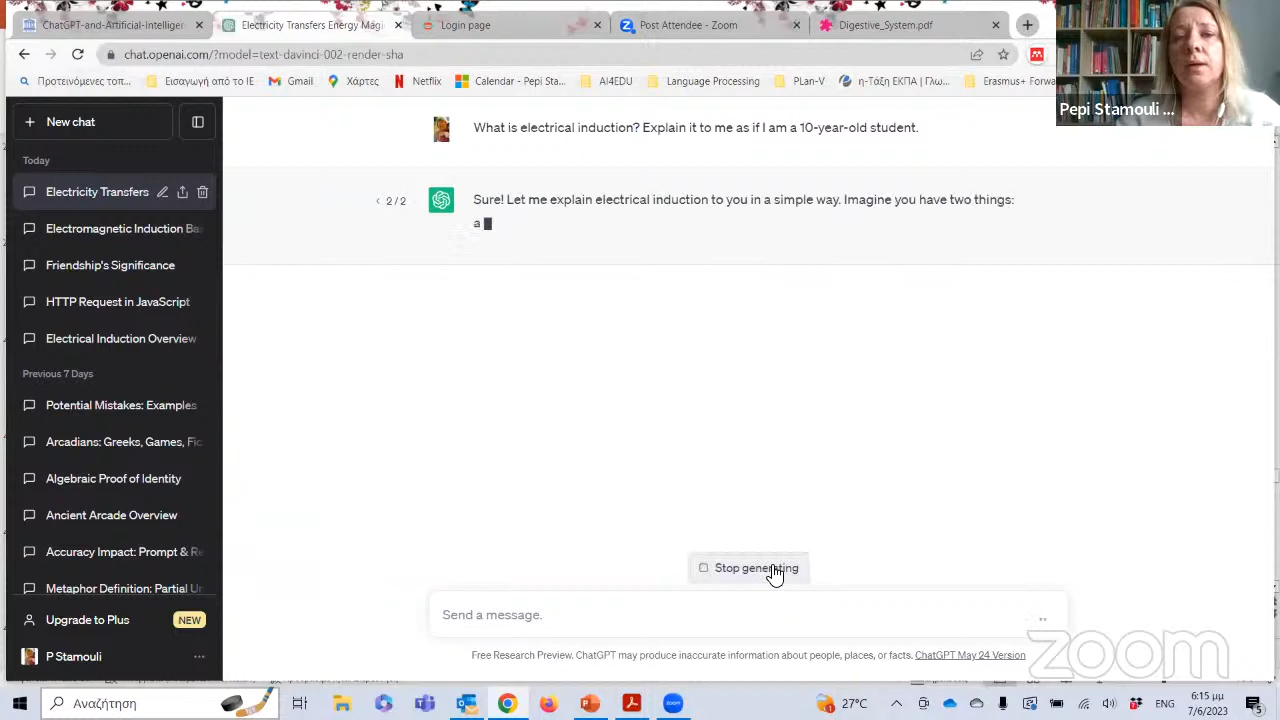 ChatGPT-and-Artificial-Intelligen
Electricity Transfers Energy Magi
Login page
Post Attendee - Zoom
Digestive_System.pdf
chat.openai.com/?model=text-davinci-002-render-sha
Προτεινόμενες τοπ...
Εισαγωγή από το IE
Gmail
Χάρτες
Netflix
Calendar - Pepi Sta...
AI4EDU
Language Processing
PLan-V
η-Τάξη ΕΚΠΑ | Γλω...
Erasmus+ Forwa
Pepi Stamouli ...
New chat
Today
Electricity Transfers
Electromagnetic Induction Ba
Friendship's Significance
HTTP Request in JavaScript
Electrical Induction Overview
Previous 7 Days
Potential Mistakes: Examples
Arcadians: Greeks, Games, Fic
Algebraic Proof of Identity
Ancient Arcade Overview
Accuracy Impact: Prompt & Re
Metaphor Definition: Partial Un
Upgrade to Plus NEW
P Stamouli
What is electrical induction? Explain it to me as if I am a 10-year-old student.
2 / 2
Sure! Let me explain electrical induction to you in a simple way. Imagine you have two things:
a
Stop generating
Send a message.
Free Research Preview. ChatGPT may produce inaccurate information about people, places, or facts. ChatGPT May 24 Version
zoom
Αναζήτηση
27°C
ENG
6:15 μμ
7/6/2023
5